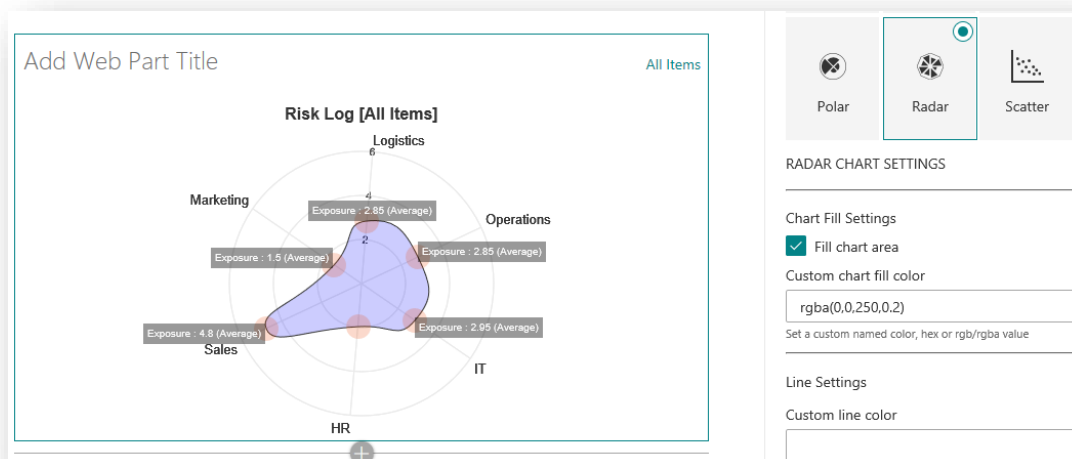 Add Web Part Title
All Items
Risk Log [All Items]
Logistics
6
Marketing
4
Exposure : 2.85 (Average)
Operations
2
Exposure : 2.85 (Average)
Exposure : 1.5 (Average)
Exposure : 4.8 (Average)
Exposure : 2.95 (Average)
Sales
IT
HR
Polar
Radar
Scatter
RADAR CHART SETTINGS
Chart Fill Settings
Fill chart area
Custom chart fill color
rgba(0,0,250,0.2)
Set a custom named color, hex or rgb/rgba value
Line Settings
Custom line color